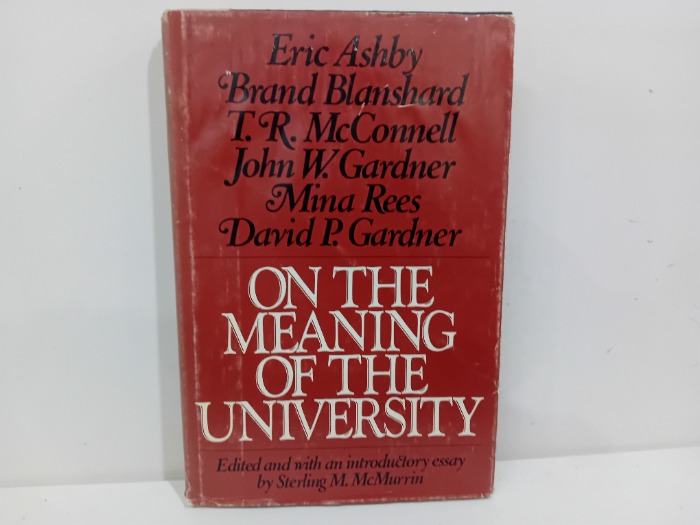 Eric Ashby
Brand Blanshard
T. R. McConnell
John W. Gardner
Mina Rees
David P. Gardner
ON THE
MEANING
OF THE
UNIVERSITY
Edited and with an introductory essay
by Sterling M. McMurrin